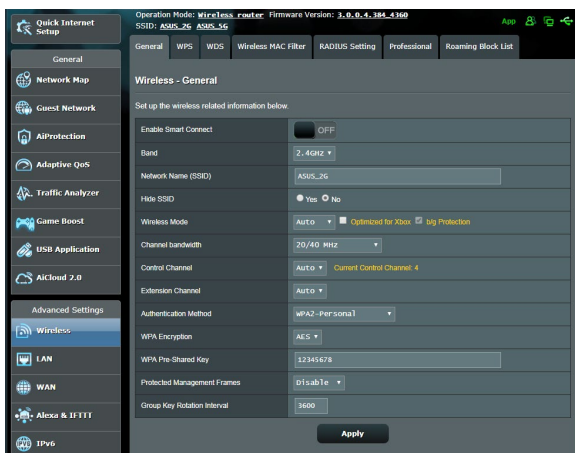 Quick Internet
Setup
Operation Mode: Wireless router Firmware Version: 3.0.0.4.384_4360
SSID: ASUS_2G ASUS_5G
App
General
Network Map
Guest Network
AiProtection
Adaptive QoS
Traffic Analyzer
Game Boost
USB Application
AiCloud 2.0
Advanced Settings
Wireless
LAN
WAN
Alexa & IFTTT
IPv6
General WPS WDS Wireless MAC Filter RADIUS Setting Professional Roaming Block List
Wireless - General
Set up the wireless related information below.
Enable Smart Connect OFF
Band 2.4GHz
Network Name (SSID) ASUS_2G
Hide SSID Yes No
Wireless Mode Auto Optimized for Xbox b/g Protection
Channel bandwidth 20/40 MHz
Control Channel Auto Current Control Channel: 4
Extension Channel Auto
Authentication Method WPA2-Personal
WPA Encryption AES
WPA Pre-Shared Key 12345678
Protected Management Frames Disable
Group Key Rotation Interval 3600
Apply